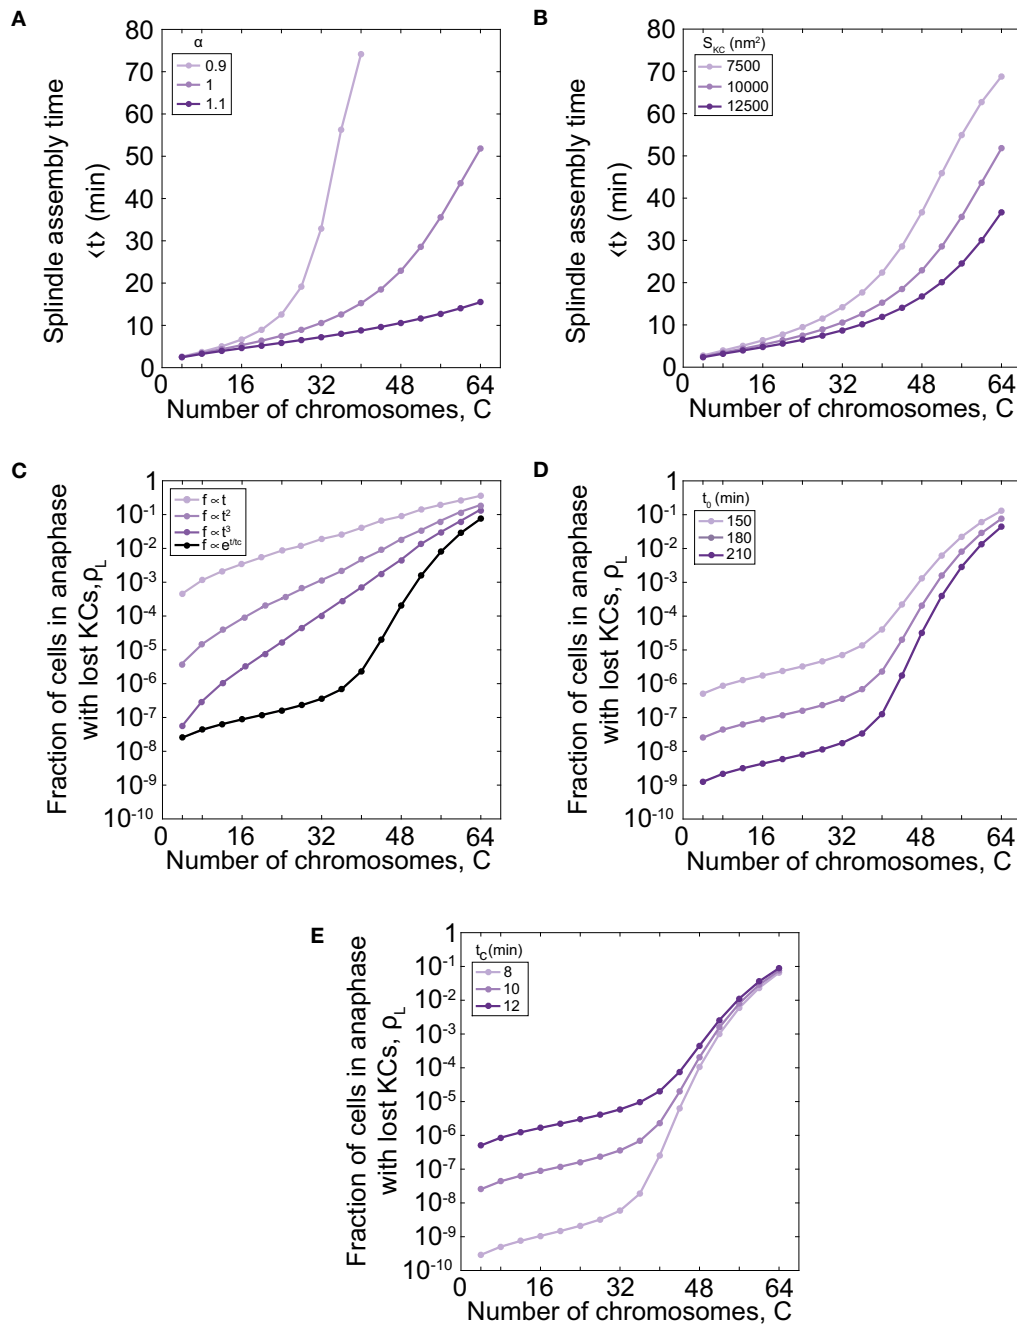 A
80
70
60
50
40
30
20
10
0
Splindle assembly time
⟨t⟩ (min)
α
0.9
1
1.1
0 16 32 48 64
Number of chromosomes, C
B
80
70
60
50
40
30
20
10
0
Splindle assembly time
⟨t⟩ (min)
S_KC (nm²)
7500
10000
12500
0 16 32 48 64
Number of chromosomes, C
C
1
10⁻¹
10⁻²
10⁻³
10⁻⁴
10⁻⁵
10⁻⁶
10⁻⁷
10⁻⁸
10⁻⁹
10⁻¹⁰
Fraction of cells in anaphase
with lost KCs, ρ_L
f ∝ t
f ∝ t²
f ∝ t³
f ∝ e^t/tc
0 16 32 48 64
Number of chromosomes, C
D
1
10⁻¹
10⁻²
10⁻³
10⁻⁴
10⁻⁵
10⁻⁶
10⁻⁷
10⁻⁸
10⁻⁹
10⁻¹⁰
Fraction of cells in anaphase
with lost KCs, ρ_L
t₀ (min)
150
180
210
0 16 32 48 64
Number of chromosomes, C
E
1
10⁻¹
10⁻²
10⁻³
10⁻⁴
10⁻⁵
10⁻⁶
10⁻⁷
10⁻⁸
10⁻⁹
10⁻¹⁰
Fraction of cells in anaphase
with lost KCs, ρ_L
t_C (min)
8
10
12
0 16 32 48 64
Number of chromosomes, C